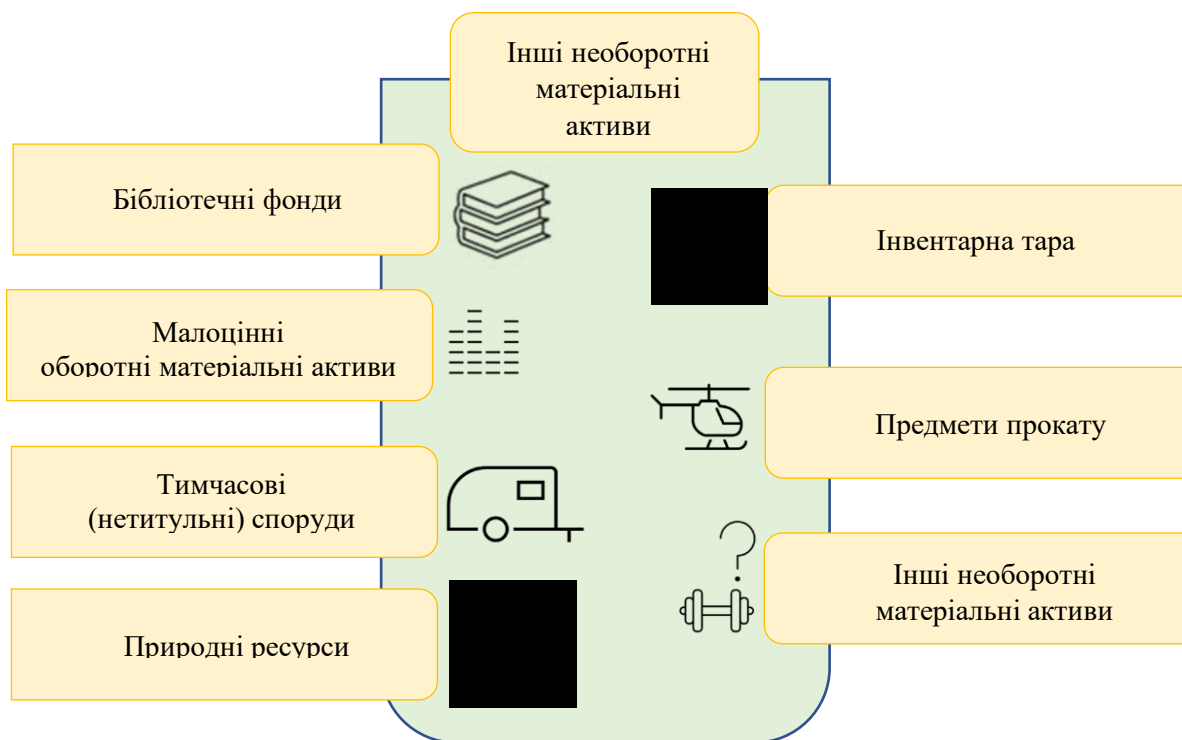 Інші необоротні
матеріальні
активи
Бібліотечні фонди
Інвентарна тара
Малоцінні
оборотні матеріальні активи
Предмети прокату
Тимчасові
(нетитульні) споруди
Інші необоротні
матеріальні активи
Природні ресурси